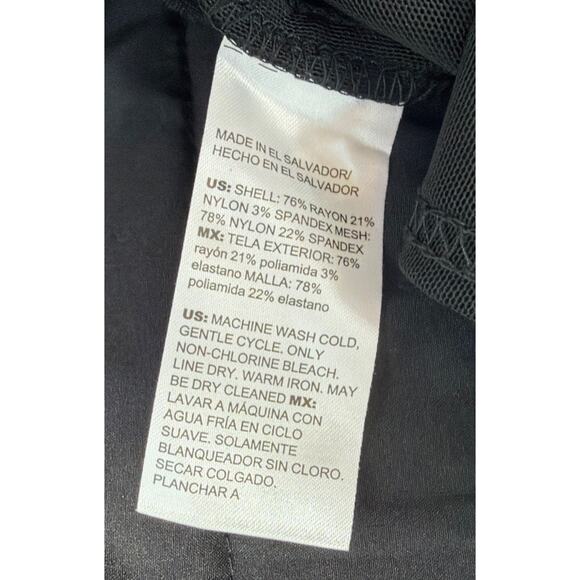 MADE IN EL SALVADOR/
HECHO EN EL SALVADOR
US: SHELL: 76% RAYON 21%
NYLON 3% SPANDEX MESH:
78% NYLON 22% SPANDEX
MX: TELA EXTERIOR: 76%
rayón 21% poliamida 3%
elastano MALLA: 78%
poliamida 22% elastano
US: MACHINE WASH COLD,
GENTLE CYCLE. ONLY
NON-CHLORINE BLEACH.
LINE DRY. WARM IRON. MAY
BE DRY CLEANED MX:
LAVAR A MÁQUINA CON
AGUA FRÍA EN CICLO
SUAVE. SOLAMENTE
BLANQUEADOR SIN CLORO.
SECAR COLGADO.
PLANCHAR A